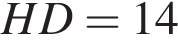 HD = 14